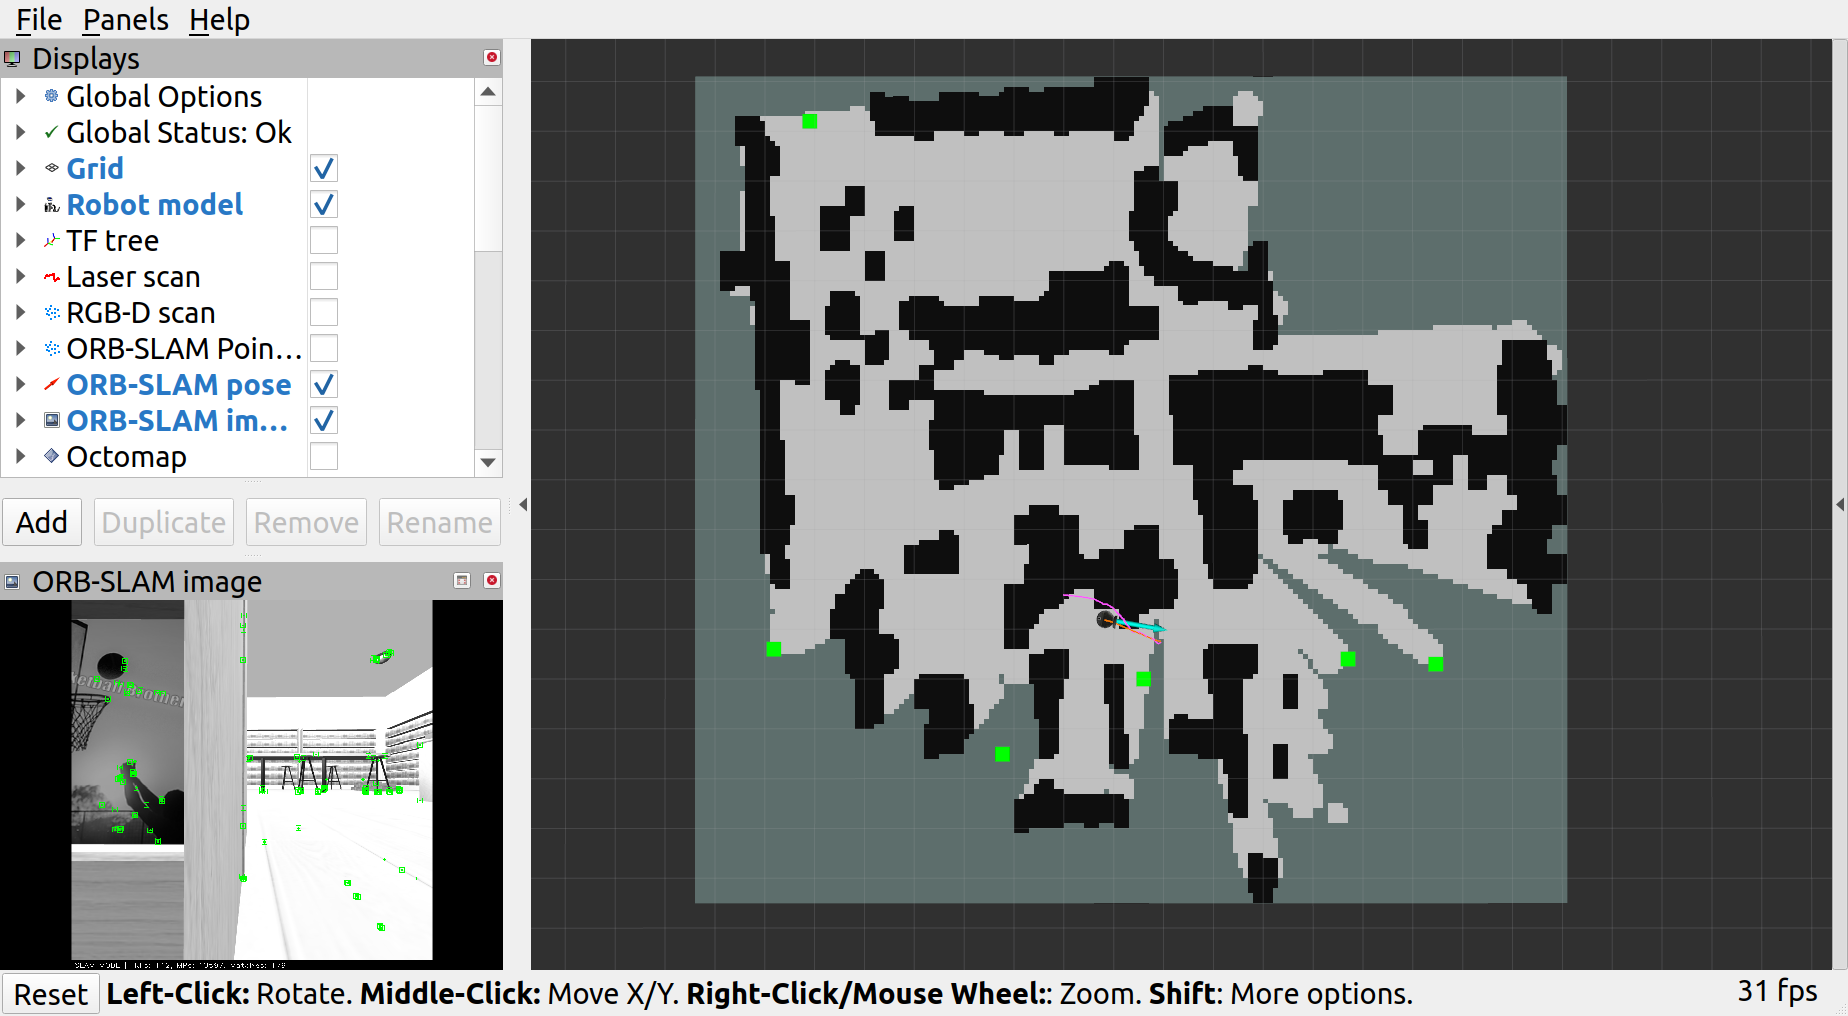 File Panels Help
Displays
Global Options
Global Status: Ok
Grid
Robot model
TF tree
Laser scan
RGB-D scan
ORB-SLAM Poin...
ORB-SLAM pose
ORB-SLAM im...
Octomap
Add Duplicate Remove Rename
ORB-SLAM image
Reset Left-Click: Rotate. Middle-Click: Move X/Y. Right-Click/Mouse Wheel:: Zoom. Shift: More options. 31 fps